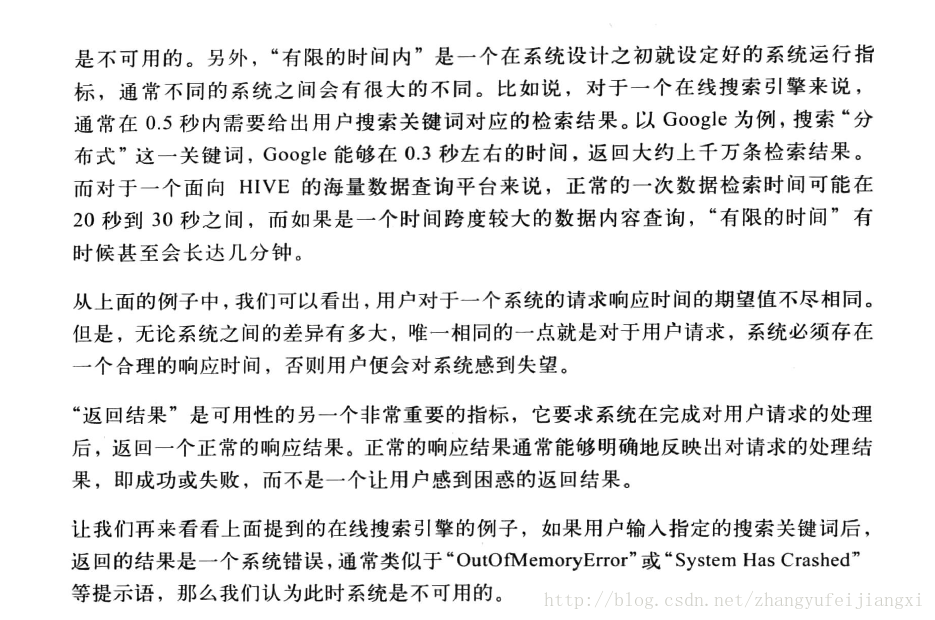 是不可用的。另外，“有限的时间内”是一个在系统设计之初就设定好的系统运行指
标，通常不同的系统之间会有很大的不同。比如说，对于一个在线搜索引擎来说，
通常在 0.5 秒内需要给出用户搜索关键词对应的检索结果。以 Google 为例，搜索“分
布式”这一关键词，Google 能够在 0.3 秒左右的时间，返回大约上千万条检索结果。
而对于一个面向 HIVE 的海量数据查询平台来说，正常的一次数据检索时间可能在
20 秒到 30 秒之间，而如果是一个时间跨度较大的数据内容查询，“有限的时间”有
时候甚至会长达几分钟。
从上面的例子中，我们可以看出，用户对于一个系统的请求响应时间的期望值不尽相同。
但是，无论系统之间的差异有多大，唯一相同的一点就是对于用户请求，系统必须存在
一个合理的响应时间，否则用户便会对系统感到失望。
“返回结果”是可用性的另一个非常重要的指标，它要求系统在完成对用户请求的处理
后，返回一个正常的响应结果。正常的响应结果通常能够明确地反映出对请求的处理结
果，即成功或失败，而不是一个让用户感到困惑的返回结果。
让我们再来看看上面提到的在线搜索引擎的例子，如果用户输入指定的搜索关键词后，
返回的结果是一个系统错误，通常类似于“OutOfMemoryError”或“System Has Crashed”
等提示语，那么我们认为此时系统是不可用的。
http://blog.csdn.net/zhangyufeijiangxi